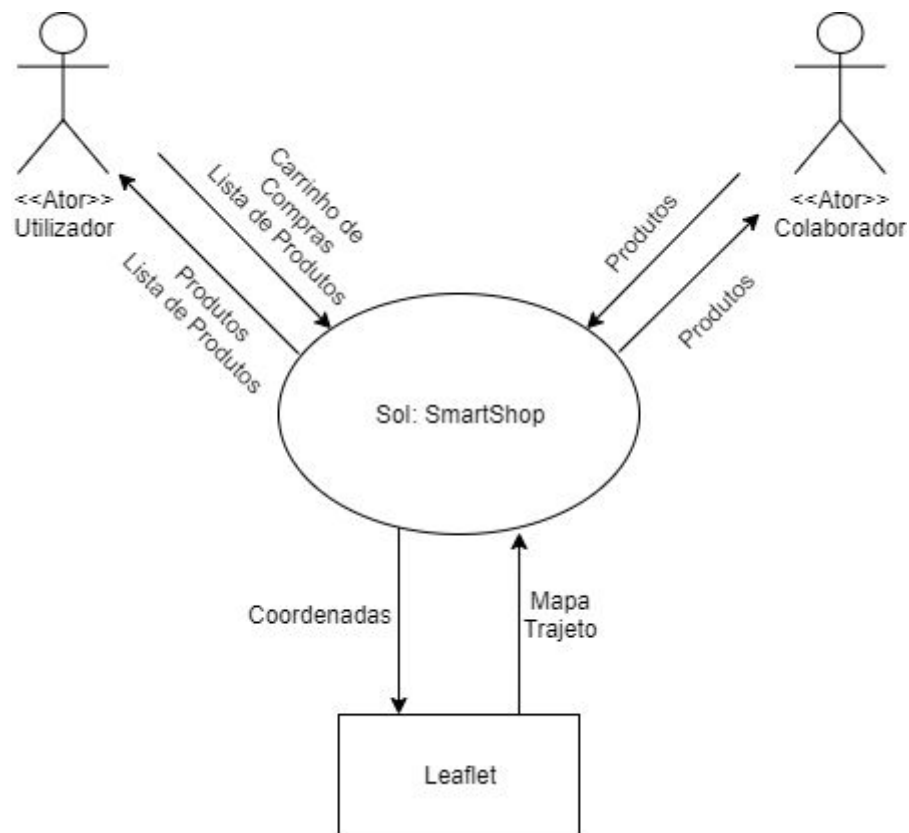 <<Ator>>
Utilizador
Carrinho de
Compras
Lista de Produtos
Produtos
Lista de Produtos
Produtos
Produtos
<<Ator>>
Colaborador
Sol: SmartShop
Coordenadas
Mapa
Trajeto
Leaflet